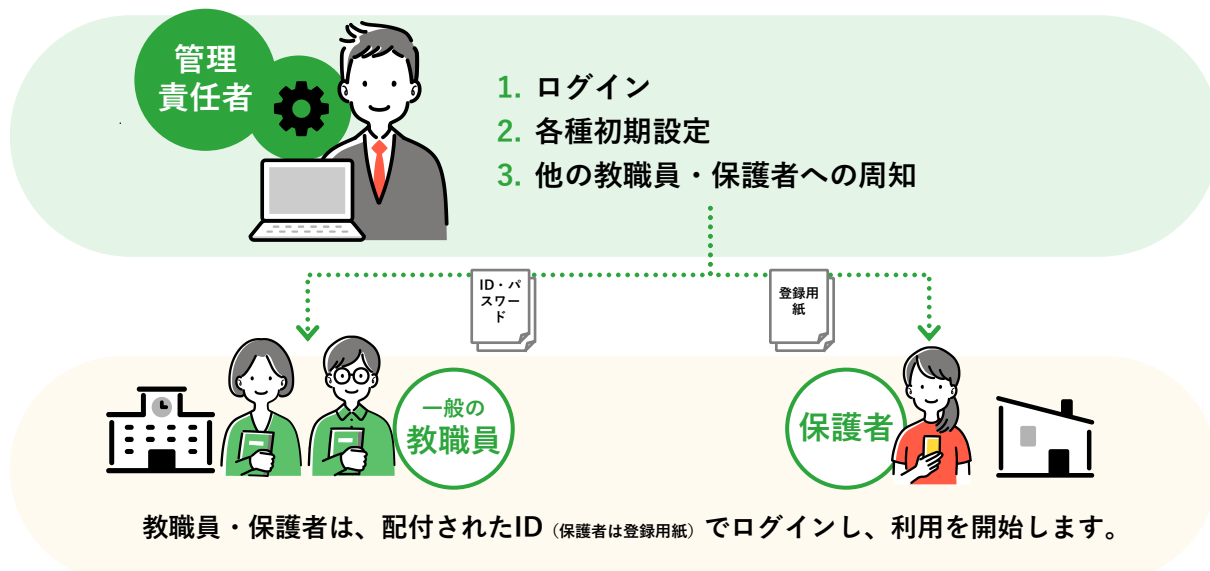 管理
責任者
1. ログイン
2. 各種初期設定
3. 他の教職員・保護者への周知
ID・パ
スワー
ド
登録用
紙
一般の
教職員
保護者
教職員・保護者は、配付されたID（保護者は登録用紙）でログインし、利用を開始します。